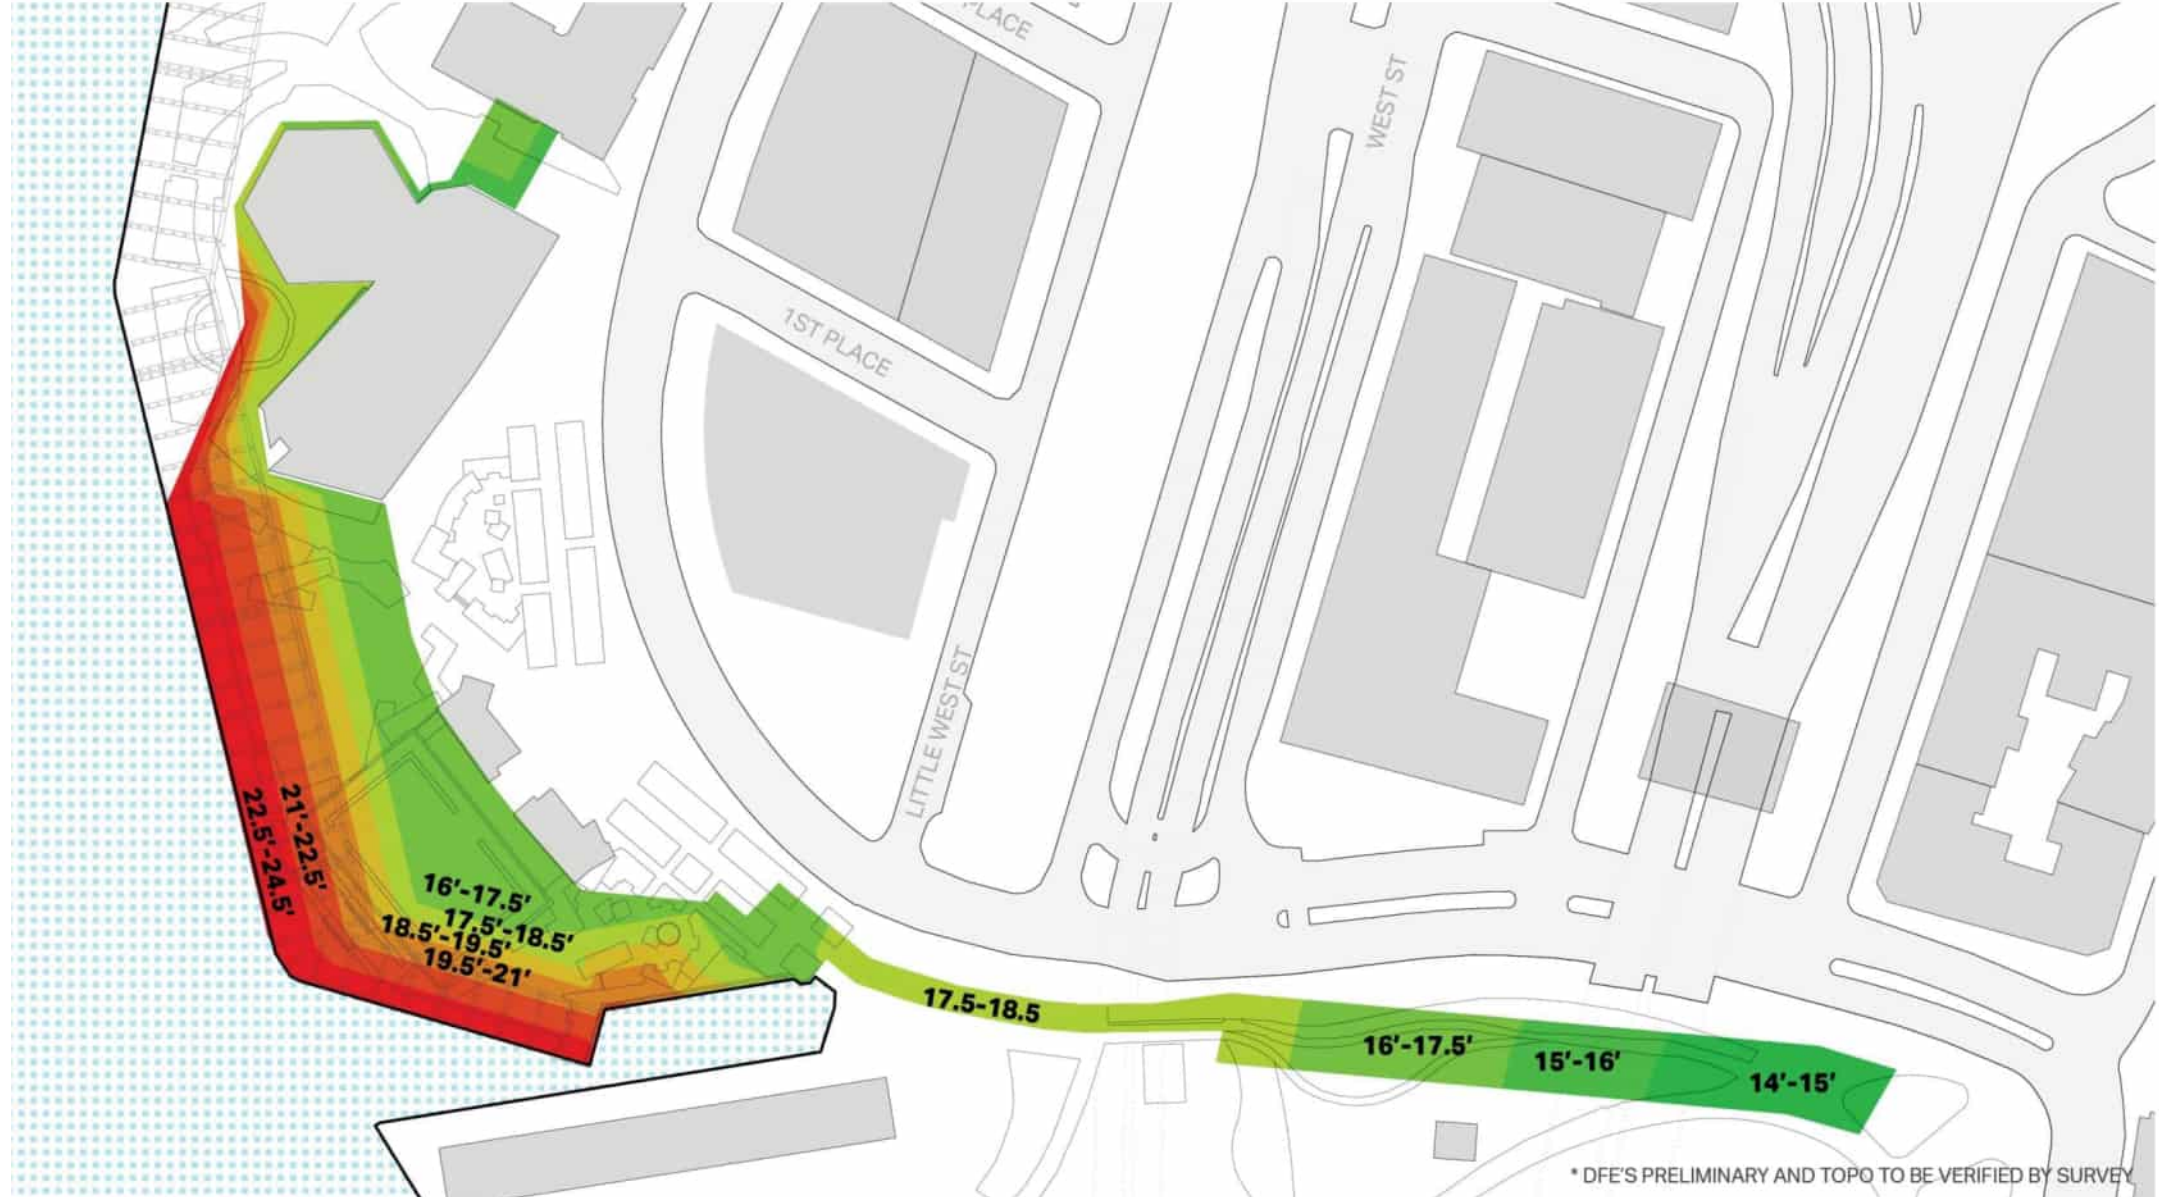 PLACE
WEST ST
1ST PLACE
LITTLE WEST ST
22.5'-24.5'
21'-22.5'
16'-17.5'
17.5'-18.5'
18.5'-19.5'
19.5'-21'
17.5-18.5
16'-17.5'
15'-16'
14'-15'
* DFE'S PRELIMINARY AND TOPO TO BE VERIFIED BY SURVEY